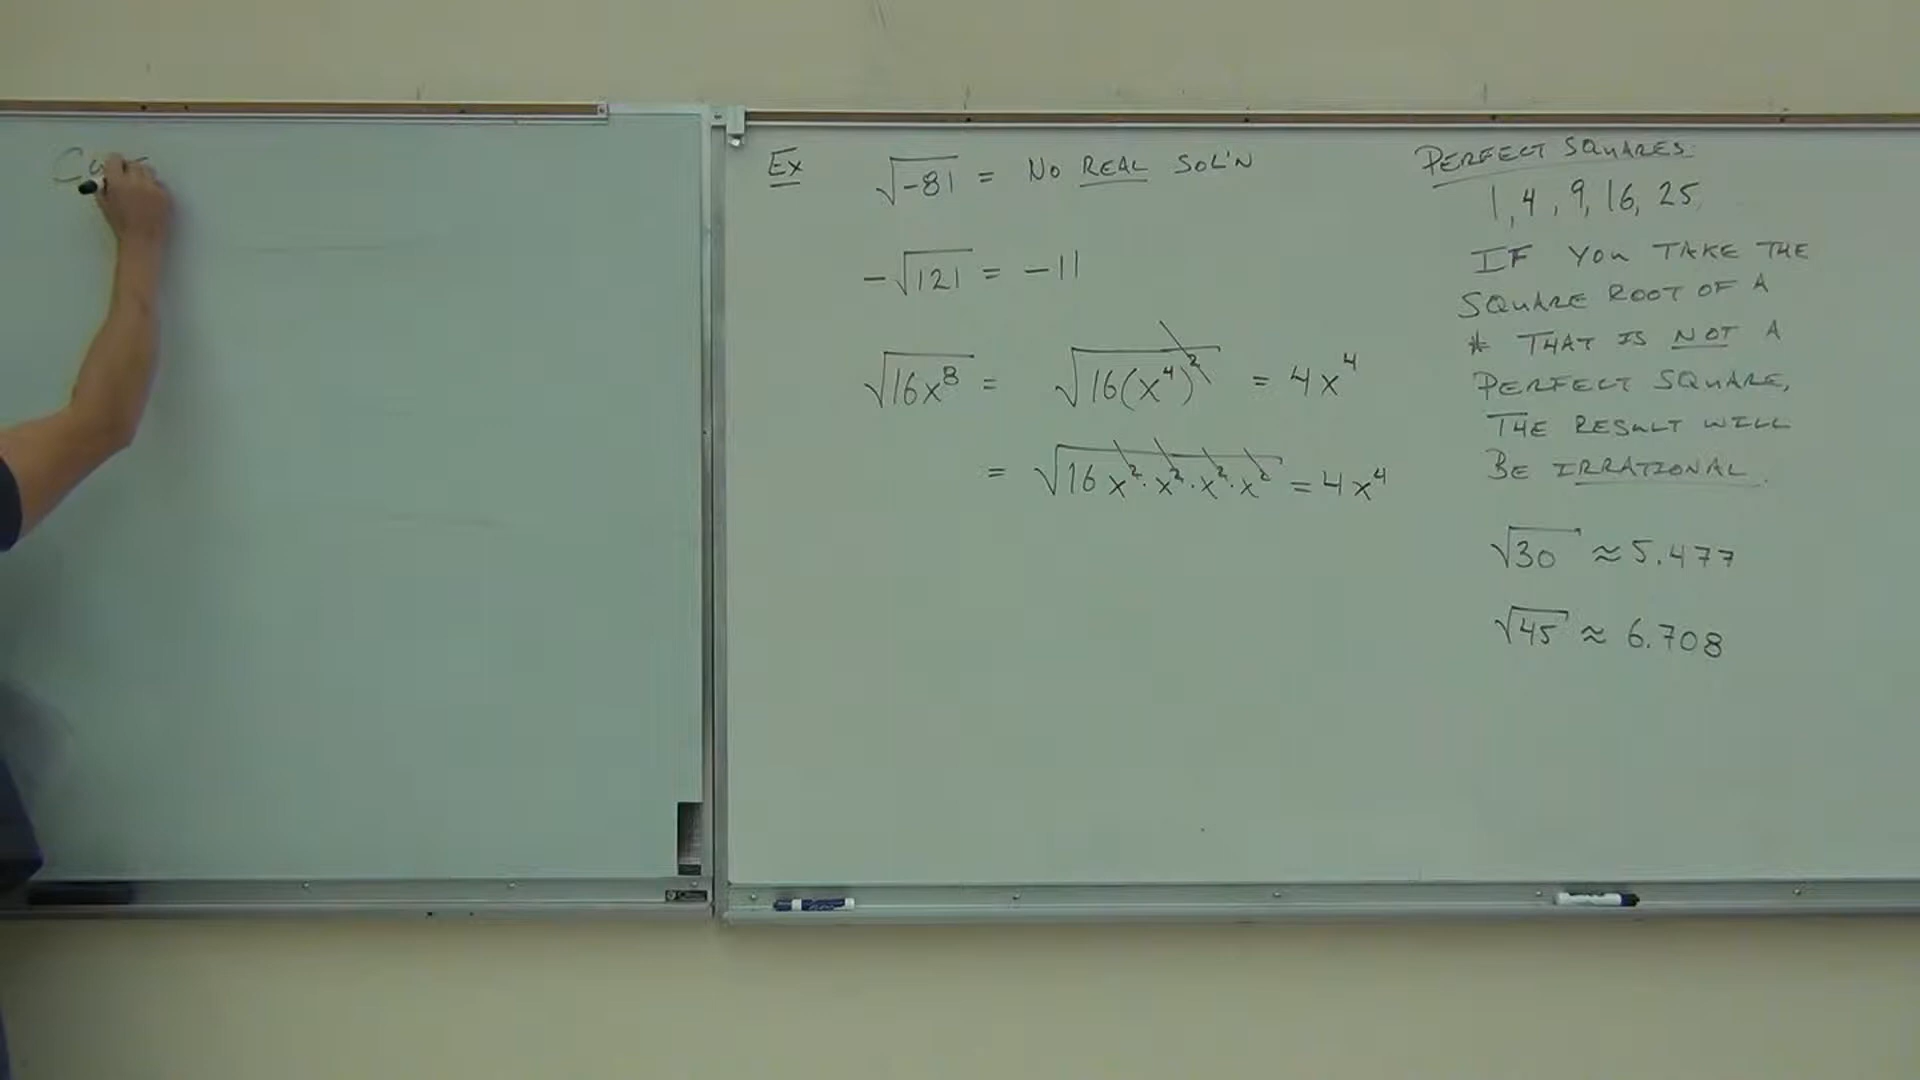 Ex √-81 = NO REAL SOL'N
-√121 = -11
√16x⁸ = √16(x⁴)² = 4x⁴
= √16x²·x²·x²·x² = 4x⁴
PERFECT SQUARES
1, 4, 9, 16, 25
IF YOU TAKE THE
SQUARE ROOT OF A
# THAT IS NOT A
PERFECT SQUARE,
THE RESULT WILL
BE IRRATIONAL.
√30 ≈ 5.477
√45 ≈ 6.708